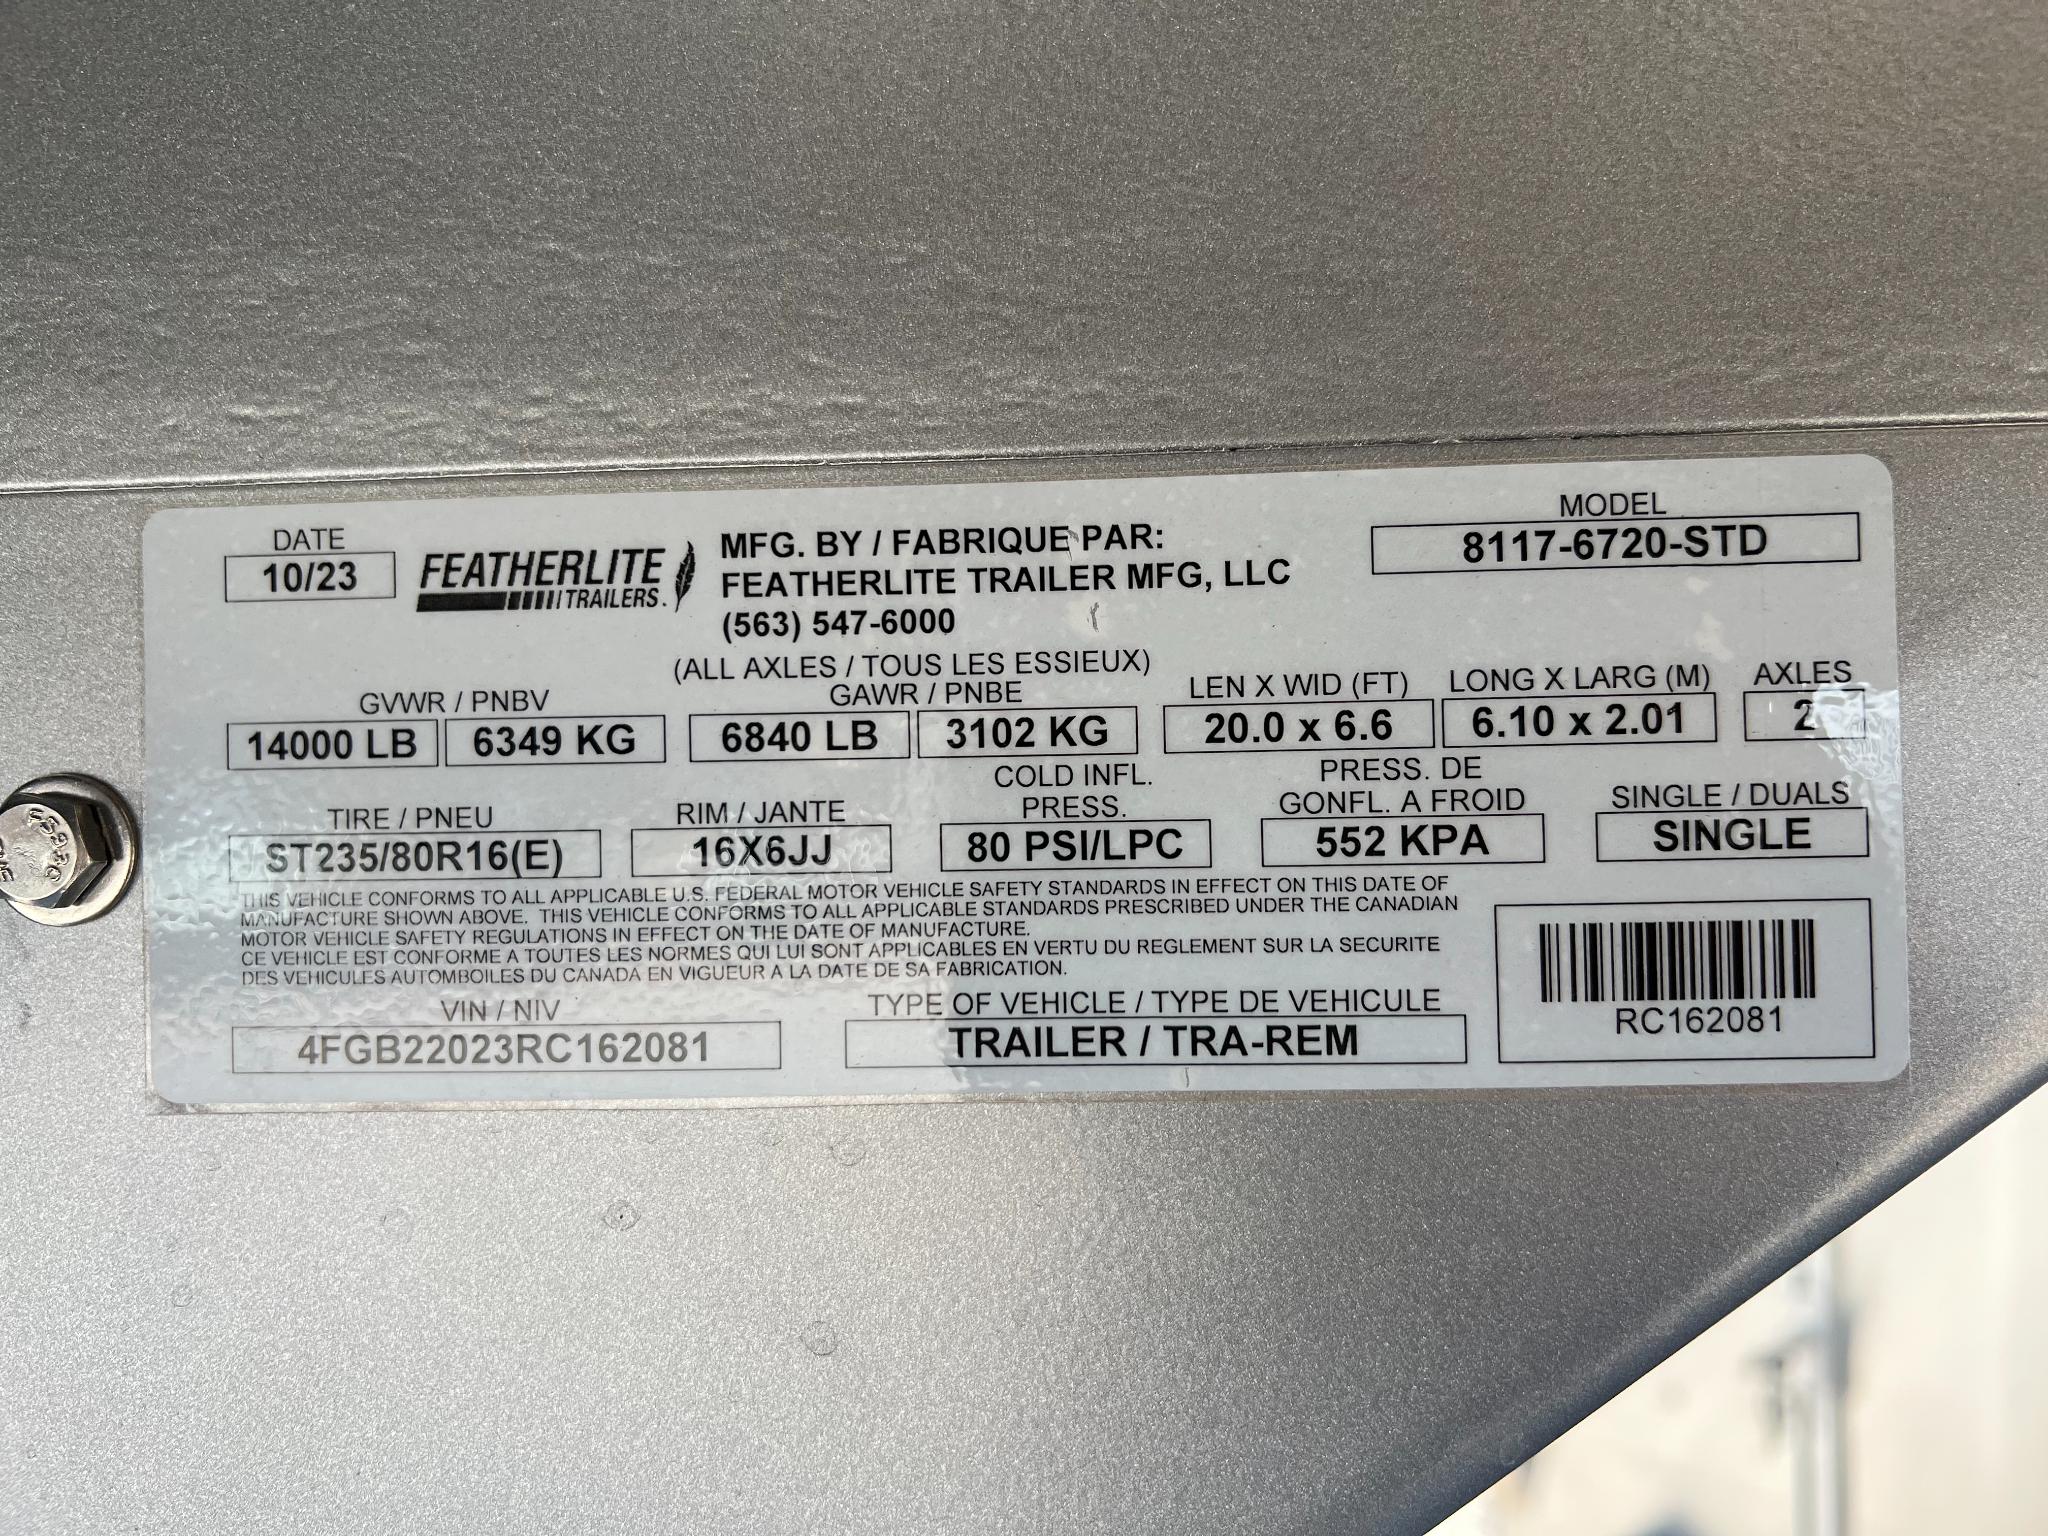 DATE
10/23
FEATHERLITE
TRAILERS.
MFG. BY / FABRIQUE PAR:
FEATHERLITE TRAILER MFG, LLC
(563) 547-6000
MODEL
8117-6720-STD
(ALL AXLES / TOUS LES ESSIEUX)
GVWR / PNBV
14000 LB 6349 KG
GAWR / PNBE
6840 LB 3102 KG
LEN X WID (FT)
20.0 x 6.6
LONG X LARG (M)
6.10 x 2.01
AXLES
2
TIRE / PNEU
ST235/80R16(E)
RIM / JANTE
16X6JJ
COLD INFL.
PRESS.
80 PSI/LPC
PRESS. DE
GONFL. A FROID
552 KPA
SINGLE / DUALS
SINGLE
THIS VEHICLE CONFORMS TO ALL APPLICABLE U.S. FEDERAL MOTOR VEHICLE SAFETY STANDARDS IN EFFECT ON THIS DATE OF
MANUFACTURE SHOWN ABOVE. THIS VEHICLE CONFORMS TO ALL APPLICABLE STANDARDS PRESCRIBED UNDER THE CANADIAN
MOTOR VEHICLE SAFETY REGULATIONS IN EFFECT ON THE DATE OF MANUFACTURE.
CE VEHICLE EST CONFORME A TOUTES LES NORMES QUI LUI SONT APPLICABLES EN VERTU DU REGLEMENT SUR LA SECURITE
DES VEHICULES AUTOMBOILES DU CANADA EN VIGUEUR A LA DATE DE SA FABRICATION.
VIN / NIV
4FGB22023RC162081
TYPE OF VEHICLE / TYPE DE VEHICULE
TRAILER / TRA-REM
RC162081